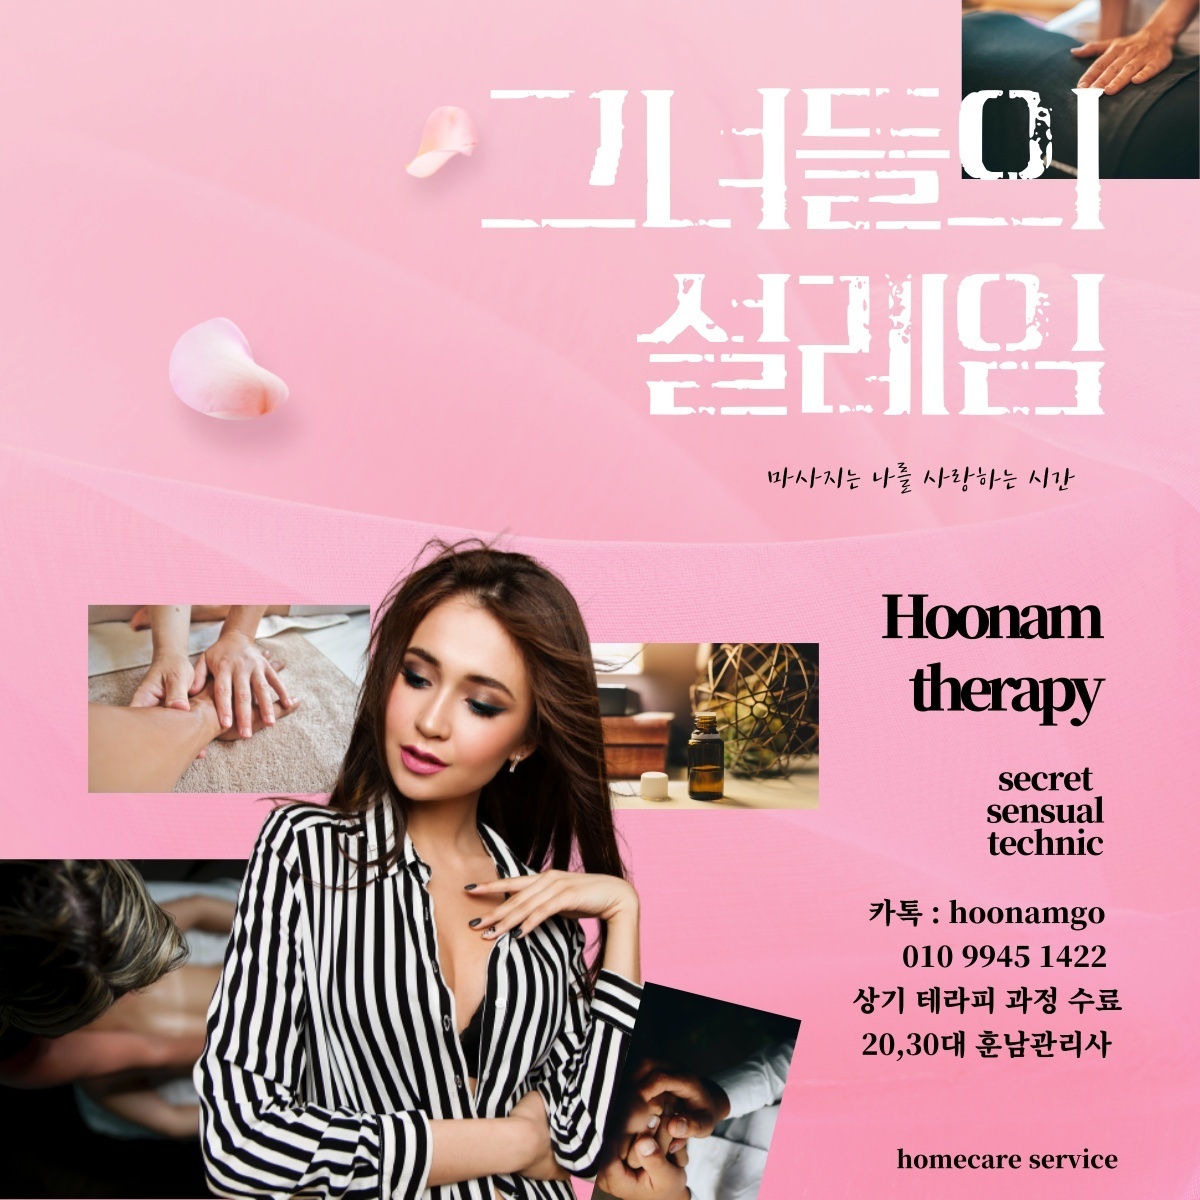 그녀들의
설레임
마사지는 나를 사랑하는 시간
Hoonam
therapy
secret
sensual
technic
카톡 : hoonamgo
010 9945 1422
상기 테라피 과정 수료
20,30대 훈남관리사
homecare service